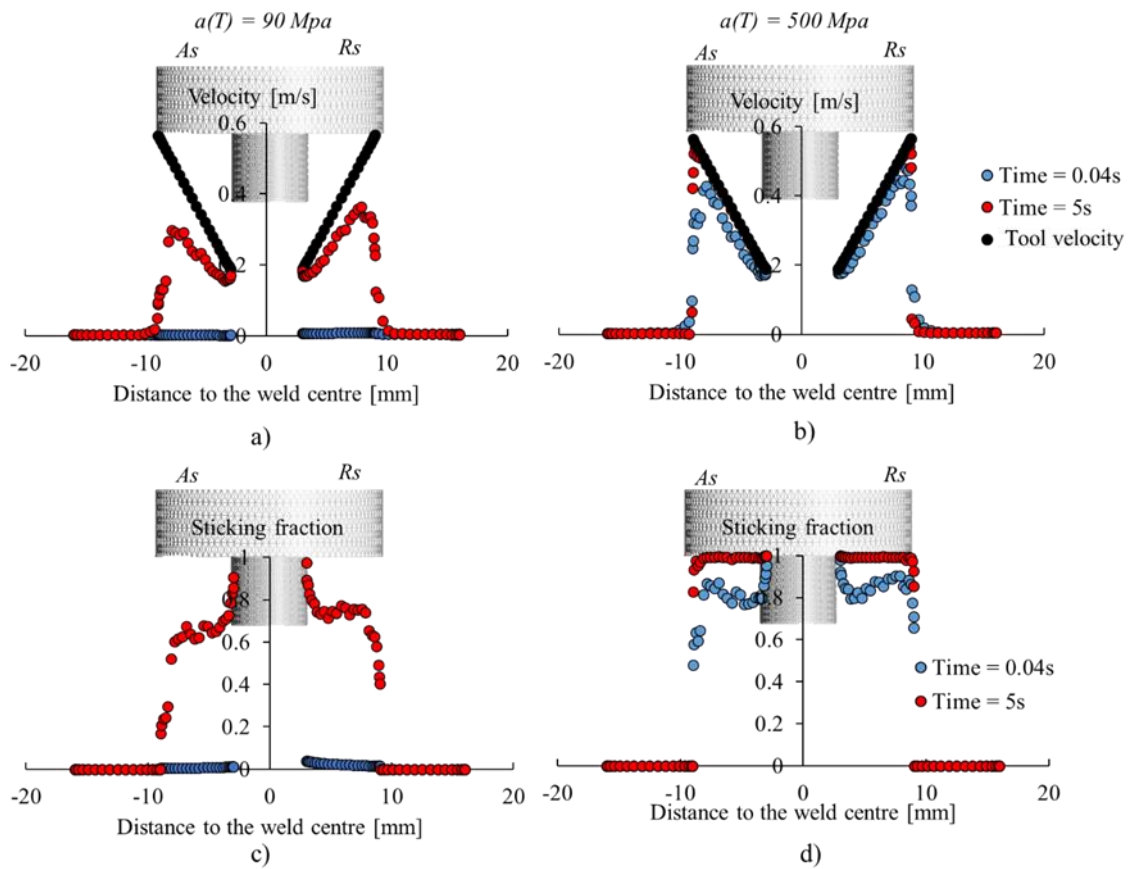 a(T) = 90 Mpa
As
Rs
Velocity [m/s]
0.6
0.4
0.2
0
-20
-10
0
10
20
Distance to the weld centre [mm]
a)
a(T) = 500 Mpa
As
Rs
Velocity [m/s]
0.6
0.4
0.2
0
-20
-10
0
10
20
Distance to the weld centre [mm]
b)
Time = 0.04s
Time = 5s
Tool velocity
As
Rs
Sticking fraction
1
0.8
0.6
0.4
0.2
0
-20
-10
0
10
20
Distance to the weld centre [mm]
c)
As
Rs
Sticking fraction
1
0.8
0.6
0.4
0.2
0
-20
-10
0
10
20
Distance to the weld centre [mm]
d)
Time = 0.04s
Time = 5s